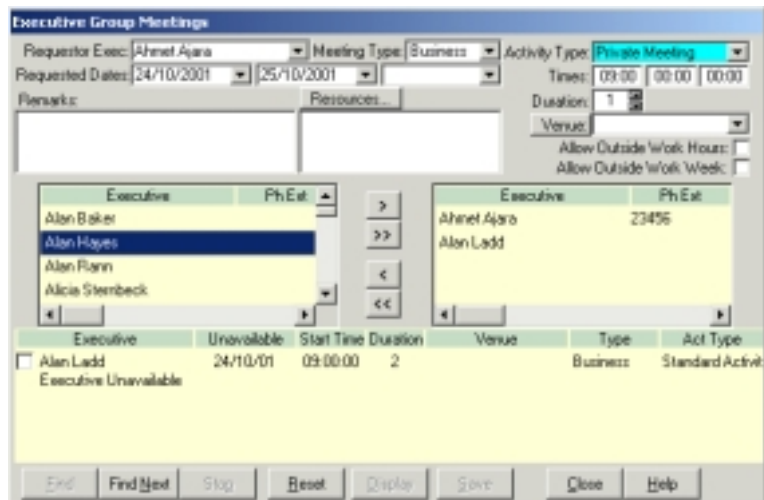 Executive Group Meetings
Requestor Exec: Ahmet Ajara Meeting Type: Business Activity Type: Private Meeting
Requested Dates: 24/10/2001 25/10/2001 Times: 09:00 00:00 00:00
Remarks: Resources... Duration: 1
Venue:
Allow Outside Work Hours:
Allow Outside Work Week:
Executive Ph Ext > Executive Ph Ext
Alan Baker Ahmet Ajara 23456
Alan Hayes >> Alan Ladd
Alan Rann <
Alicia Sternbeck <<
Executive Unavailable Start Time Duration Venue Type Act Type
Alan Ladd 24/10/01 09:00:00 2 Business Standard Activit
Executive Unavailable
Find Find Next Stop Reset Display Save Close Help